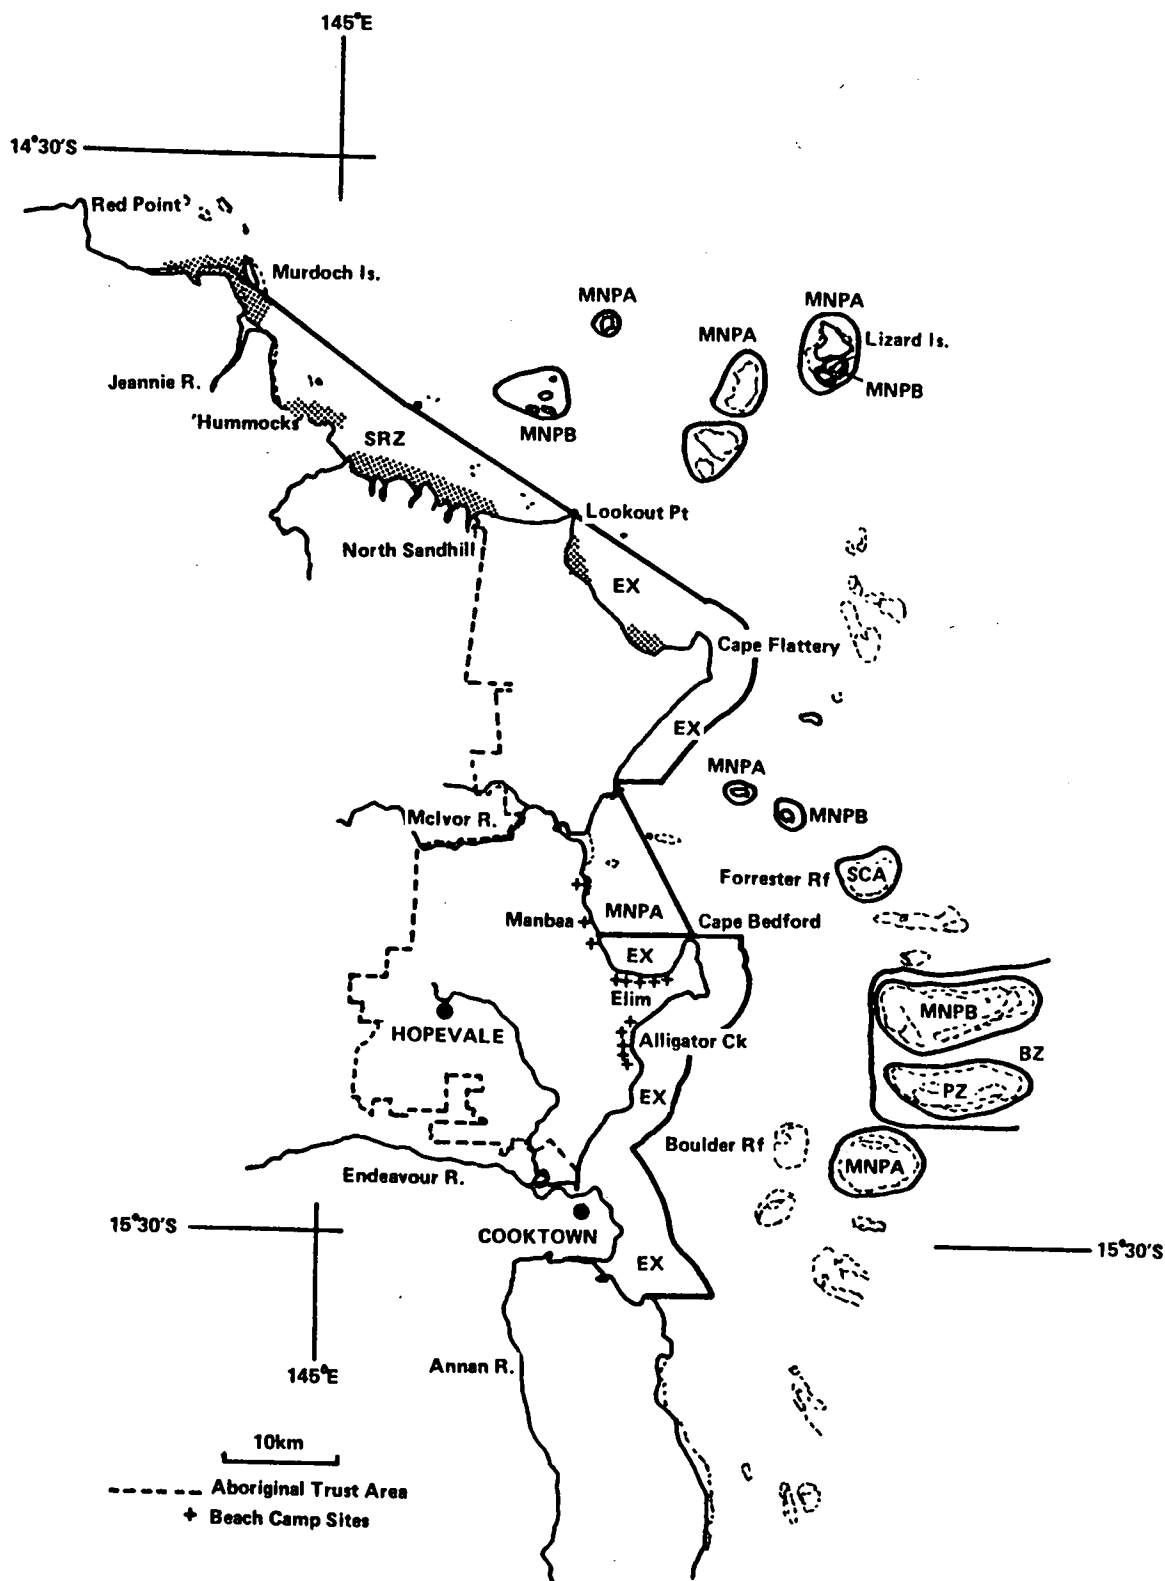 145°E
14°30'S
Red Point
Murdoch Is.
MNPA
MNPA
Lizard Is.
MNPA
MNPB
Jeannie R.
'Hummocks'
MNPB
SRZ
Lookout Pt
North Sandhill
EX
Cape Flattery
EX
MNPA
MNPB
McIvor R.
Forrester Rf
SCA
Manbaa
MNPA
Cape Bedford
EX
Elim
MNPB
HOPEVALE
Alligator Ck
BZ
EX
PZ
Boulder Rf
MNPA
Endeavour R.
15°30'S
COOKTOWN
15°30'S
EX
Annan R.
145°E
10km
Aboriginal Trust Area
+ Beach Camp Sites